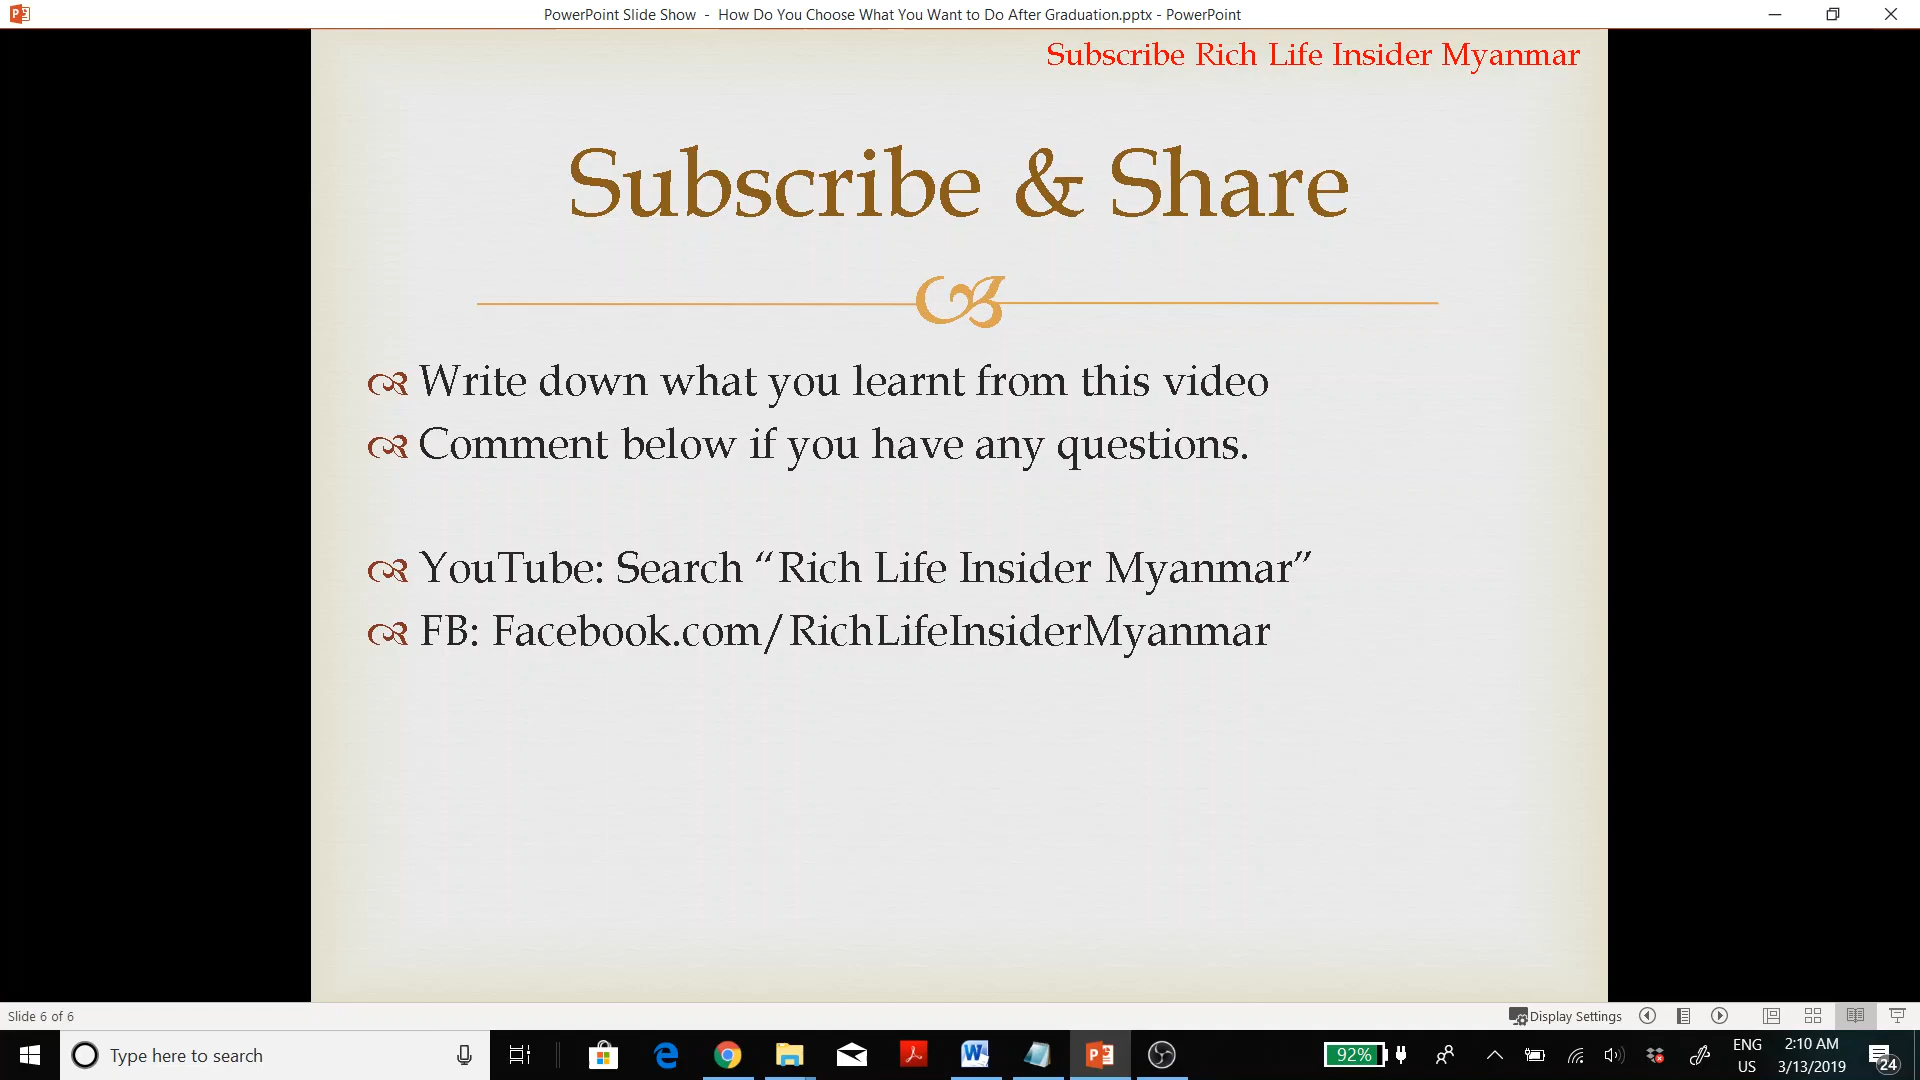 PowerPoint Slide Show - How Do You Choose What You Want to Do After Graduation.pptx - PowerPoint
Subscribe Rich Life Insider Myanmar
Subscribe & Share
Write down what you learnt from this video
Comment below if you have any questions.
YouTube: Search “Rich Life Insider Myanmar”
FB: Facebook.com/RichLifeInsiderMyanmar
Slide 6 of 6
Display Settings
Type here to search
92%
ENG
US
2:10 AM
3/13/2019
24